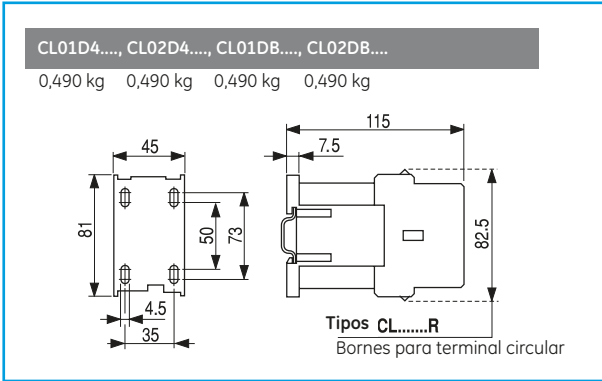 CL01D4...., CL02D4...., CL01DB...., CL02DB....
0,490 kg 0,490 kg 0,490 kg 0,490 kg
115
45
7.5
81
50
73
82.5
4.5
35
Tipos CL.......R
Bornes para terminal circular